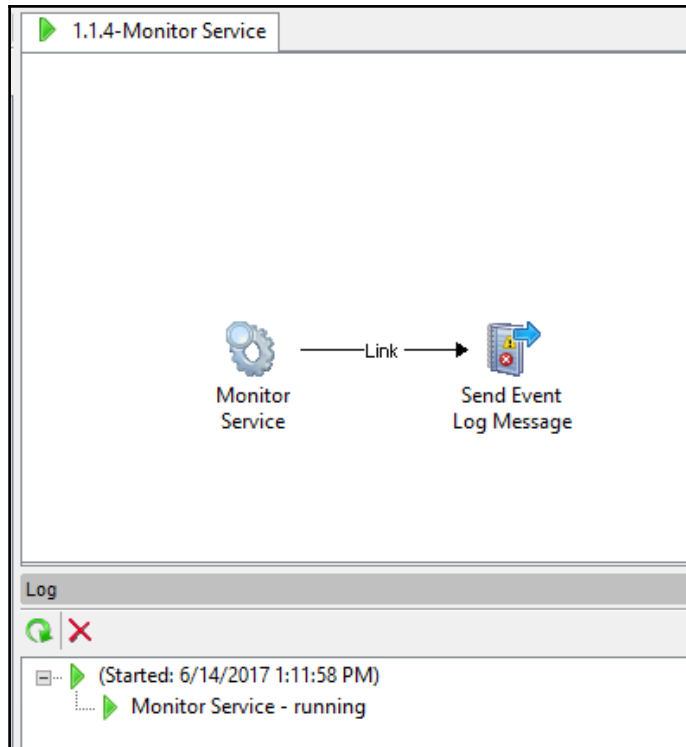 1.1.4-Monitor Service
Link
Monitor
Service
Send Event
Log Message
Log
(Started: 6/14/2017 1:11:58 PM)
Monitor Service - running